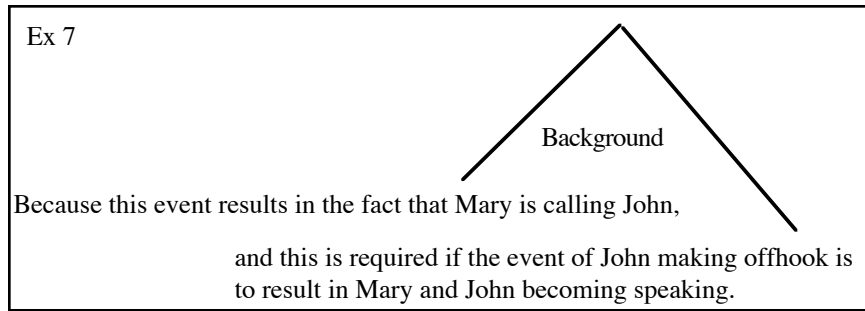 Ex 7
Background
Because this event results in the fact that Mary is calling John,
and this is required if the event of John making offhook is
to result in Mary and John becoming speaking.